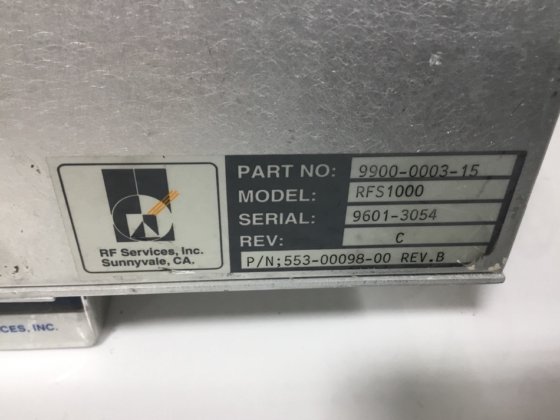 RF Services, Inc.
Sunnyvale, CA.
PART NO: 9900-0003-15
MODEL: RFS1000
SERIAL: 9601-3054
REV: C
P/N;553-00098-00 REV.B
CES, INC.